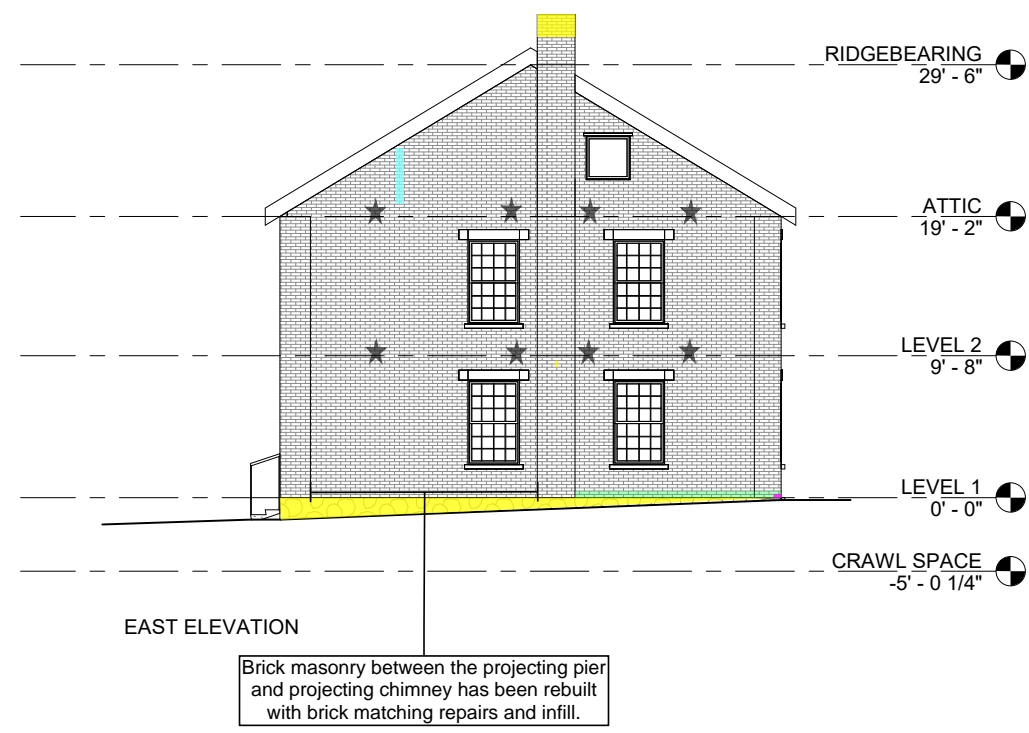 RIDGEBEARING
29' - 6"
ATTIC
19' - 2"
LEVEL 2
9' - 8"
LEVEL 1
0' - 0"
CRAWL SPACE
-5' - 0 1/4"
EAST ELEVATION
Brick masonry between the projecting pier
and projecting chimney has been rebuilt
with brick matching repairs and infill.